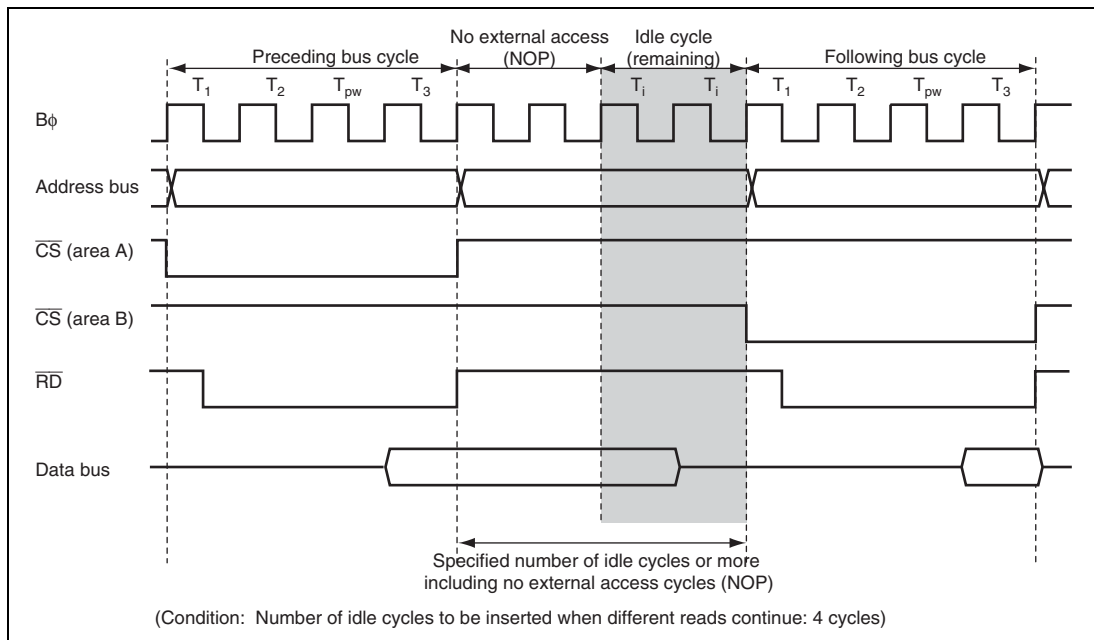 No external access Idle cycle
Preceding bus cycle (NOP) (remaining) Following bus cycle
T1 T2 Tpw T3 Ti Ti T1 T2 Tpw T3
Bϕ
Address bus
C̅S̅ (area A)
C̅S̅ (area B)
R̅D̅
Data bus
Specified number of idle cycles or more
including no external access cycles (NOP)
(Condition: Number of idle cycles to be inserted when different reads continue: 4 cycles)